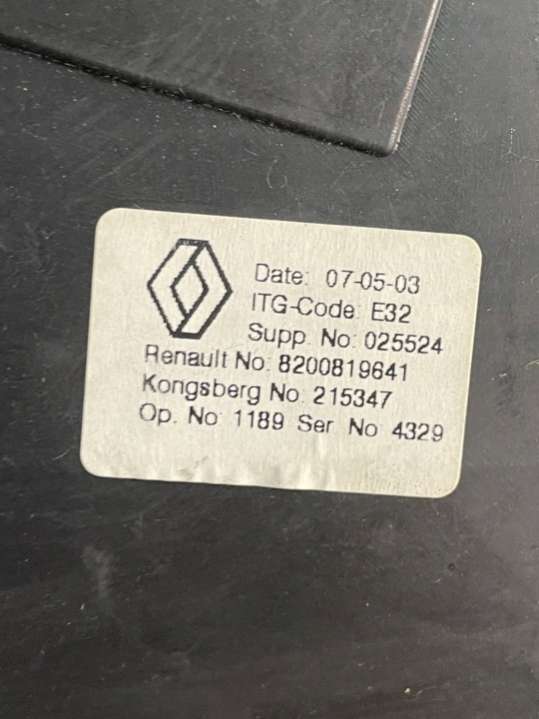 Date: 07-05-03
ITG-Code: E32
Supp. No: 025524
Renault No: 8200819641
Kongsberg No: 215347
Op. No: 1189 Ser. No 4329